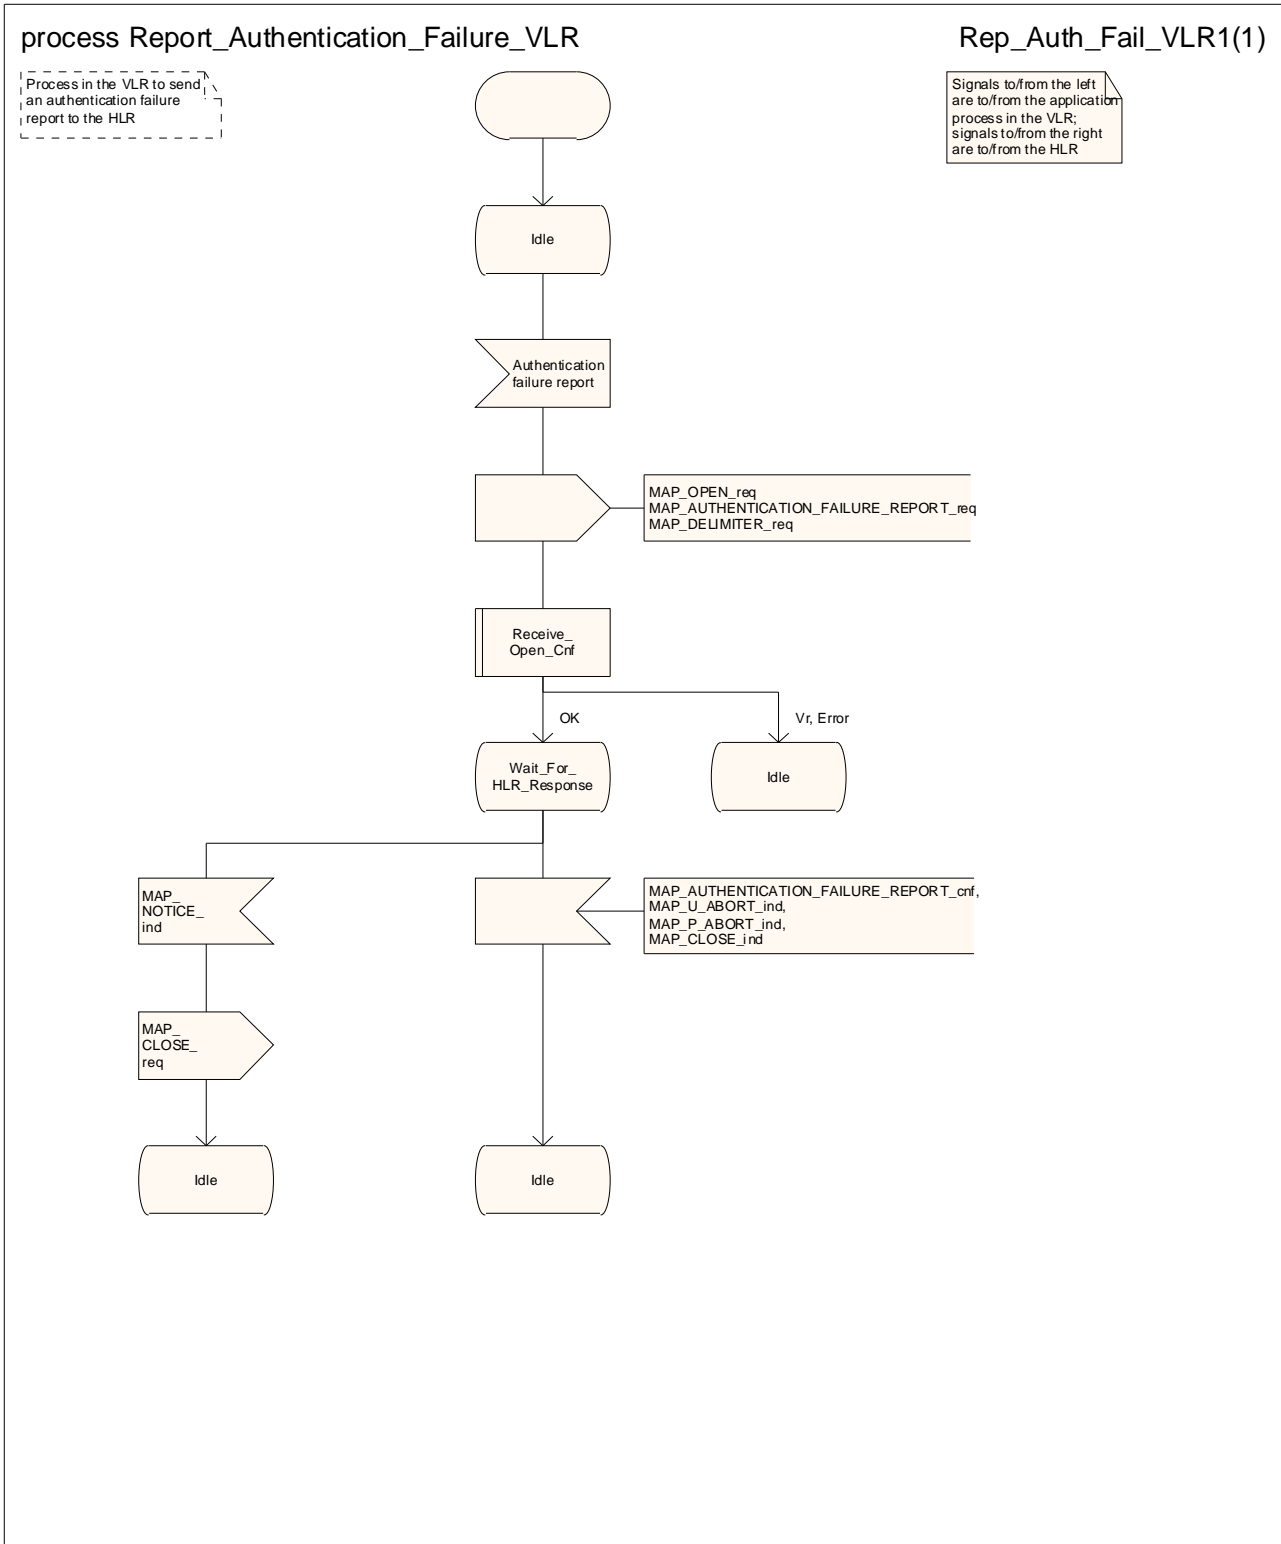 process Report_Authentication_Failure_VLR
Rep_Auth_Fail_VLR1(1)
Process in the VLR to send
an authentication failure
report to the HLR
Signals to/from the left
are to/from the application
process in the VLR;
signals to/from the right
are to/from the HLR
Idle
Authentication
failure report
MAP_OPEN_req
MAP_AUTHENTICATION_FAILURE_REPORT_req
MAP_DELIMITER_req
Receive_
Open_Cnf
OK
Vr, Error
Wait_For_
HLR_Response
Idle
MAP_
NOTICE_
ind
MAP_AUTHENTICATION_FAILURE_REPORT_cnf,
MAP_U_ABORT_ind,
MAP_P_ABORT_ind,
MAP_CLOSE_ind
MAP_
CLOSE_
req
Idle
Idle